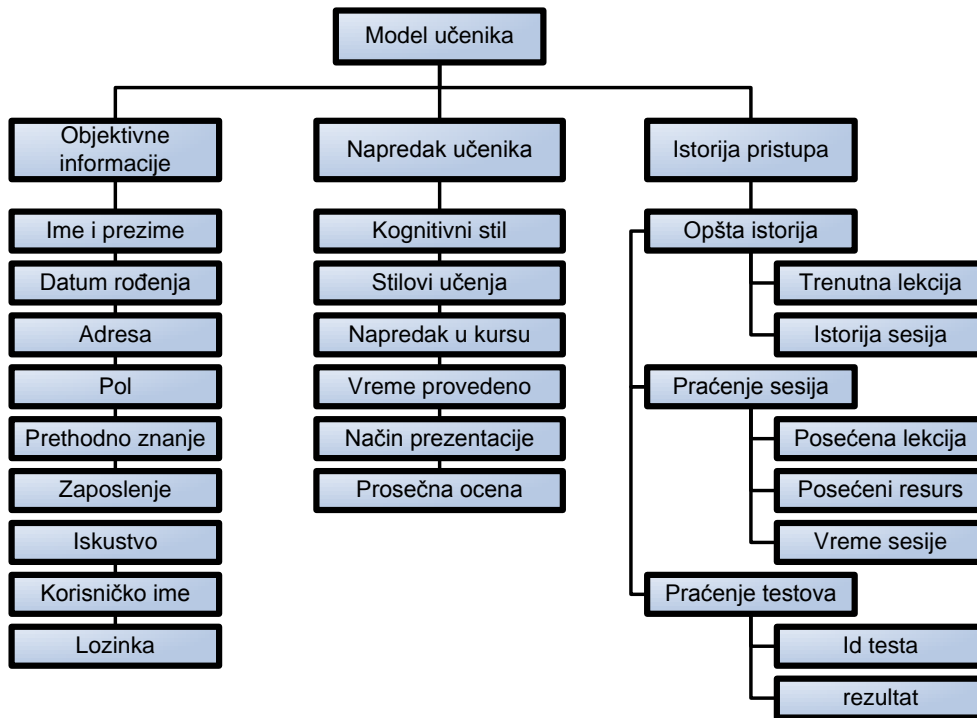 Model učenika
Objektivne
informacije
Ime i prezime
Datum rođenja
Adresa
Pol
Prethodno znanje
Zaposlenje
Iskustvo
Korisničko ime
Lozinka
Napredak učenika
Kognitivni stil
Stilovi učenja
Napredak u kursu
Vreme provedeno
Način prezentacije
Prosečna ocena
Istorija pristupa
Opšta istorija
Trenutna lekcija
Istorija sesija
Praćenje sesija
Posećena lekcija
Posećeni resurs
Vreme sesije
Praćenje testova
Id testa
rezultat